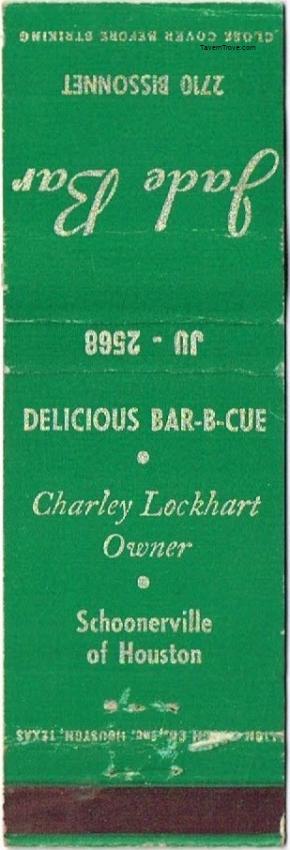 CLOSE COVER BEFORE STRIKING
TavernTrove.com
2710 BISSONNET
Jade Bar
JU - 2568
DELICIOUS BAR-B-CUE
Charley Lockhart
Owner
Schoonerville
of Houston
HOUSTON, TEXAS